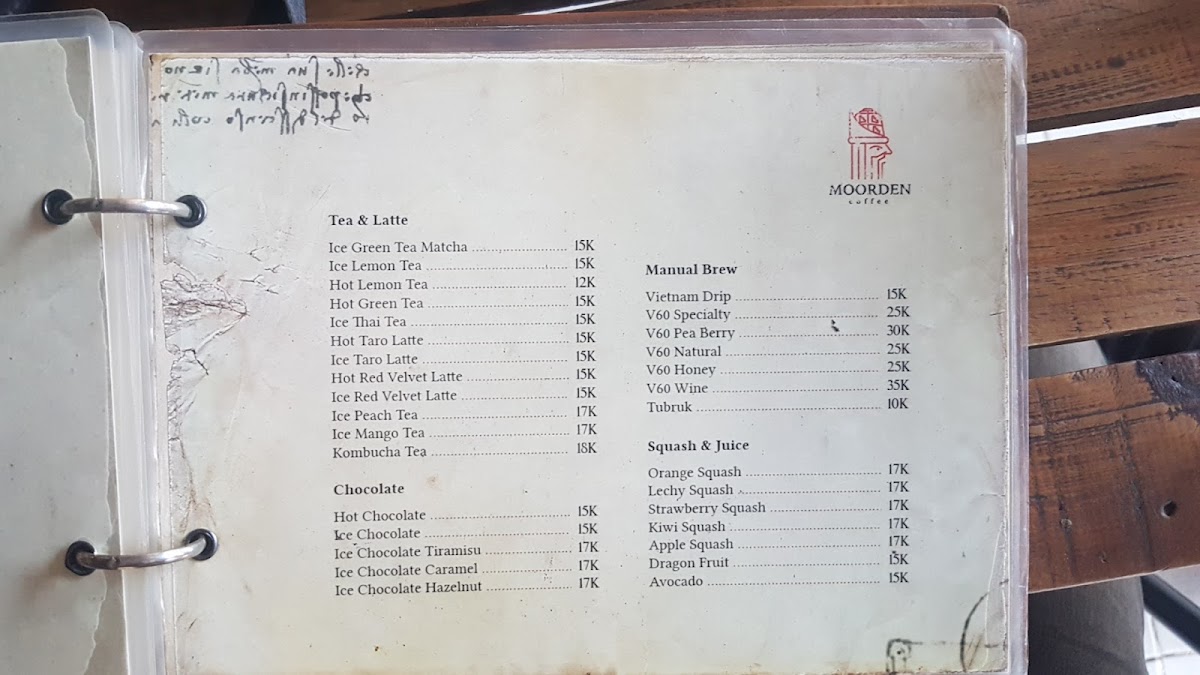 MOORDEN
coffee
Tea & Latte
Ice Green Tea Matcha ........ 15K
Ice Lemon Tea ........ 15K
Hot Lemon Tea ........ 12K
Hot Green Tea ........ 15K
Ice Thai Tea ........ 15K
Hot Taro Latte ........ 15K
Ice Taro Latte ........ 15K
Hot Red Velvet Latte ........ 15K
Ice Red Velvet Latte ........ 15K
Ice Peach Tea ........ 17K
Ice Mango Tea ........ 17K
Kombucha Tea ........ 18K
Chocolate
Hot Chocolate ........ 15K
Ice Chocolate ........ 15K
Ice Chocolate Tiramisu ........ 17K
Ice Chocolate Caramel ........ 17K
Ice Chocolate Hazelnut ........ 17K
Manual Brew
Vietnam Drip ........ 15K
V60 Specialty ........ 25K
V60 Pea Berry ........ 30K
V60 Natural ........ 25K
V60 Honey ........ 25K
V60 Wine ........ 35K
Tubruk ........ 10K
Squash & Juice
Orange Squash ........ 17K
Lechy Squash ........ 17K
Strawberry Squash ........ 17K
Kiwi Squash ........ 17K
Apple Squash ........ 17K
Dragon Fruit ........ 15K
Avocado ........ 15K